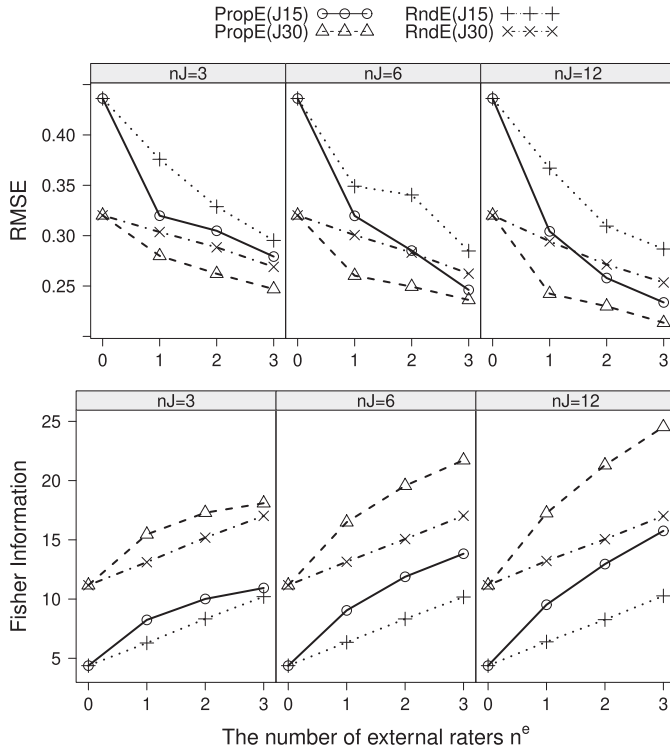 PropE(J15) RndE(J15)
PropE(J30) RndE(J30)
nJ=3 nJ=6 nJ=12
RMSE
0.40
0.35
0.30
0.25
0 1 2 3 0 1 2 3 0 1 2 3
nJ=3 nJ=6 nJ=12
Fisher Information
25
20
15
10
5
0 1 2 3 0 1 2 3 0 1 2 3
The number of external raters nᵉ